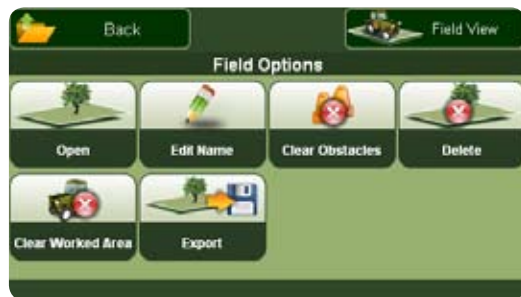 Back Field View
Field Options
Open Edit Name Clear Obstacles Delete
Clear Worked Area Export